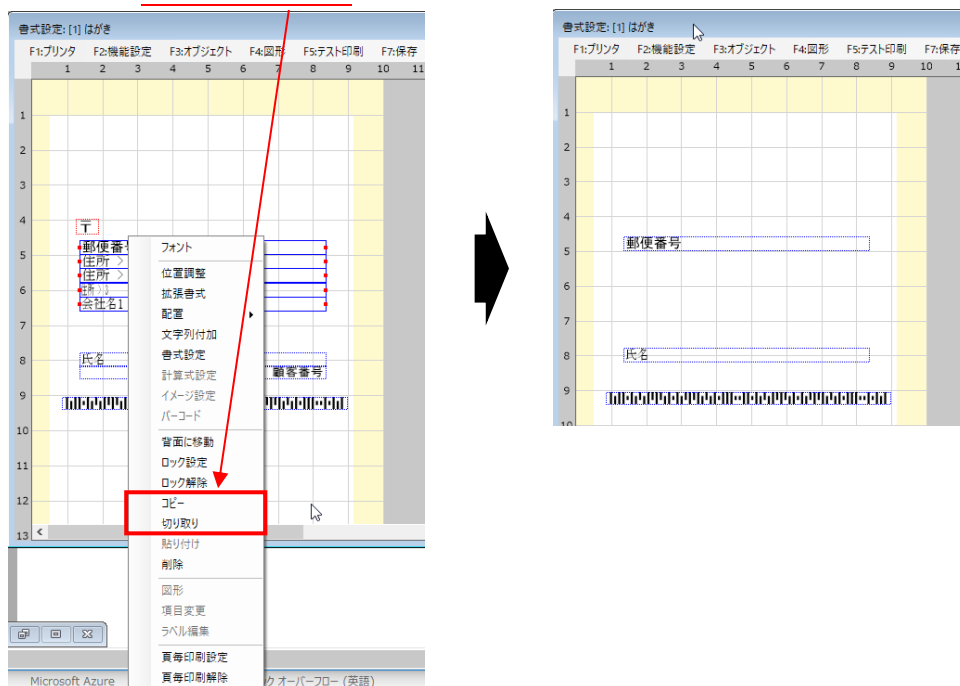 書式設定: [1] はがき
F1:プリンタ F2:機能設定 F3:オブジェクト F4:図形 F5:テスト印刷 F7:保存
1 2 3 4 5 6 7 8 9 10 11
1
2
3
4
5
6
7
8
9
10
11
12
13
〒
郵便番
住所 >
住所 >
会社名1
氏名
顧客番号
フォント
位置調整
拡張書式
配置
文字列付加
書式設定
計算式設定
イメージ設定
バーコード
背面に移動
ロック設定
ロック解除
コピー
切り取り
貼り付け
削除
図形
項目変更
ラベル編集
頁毎印刷設定
頁毎印刷解除
Microsoft Azure
ク オーバーフロー (英語)
書式設定: [1] はがき
F1:プリンタ F2:機能設定 F3:オブジェクト F4:図形 F5:テスト印刷 F7:保存
1 2 3 4 5 6 7 8 9 10 1
1
2
3
4
5
6
7
8
9
10
郵便番号
氏名